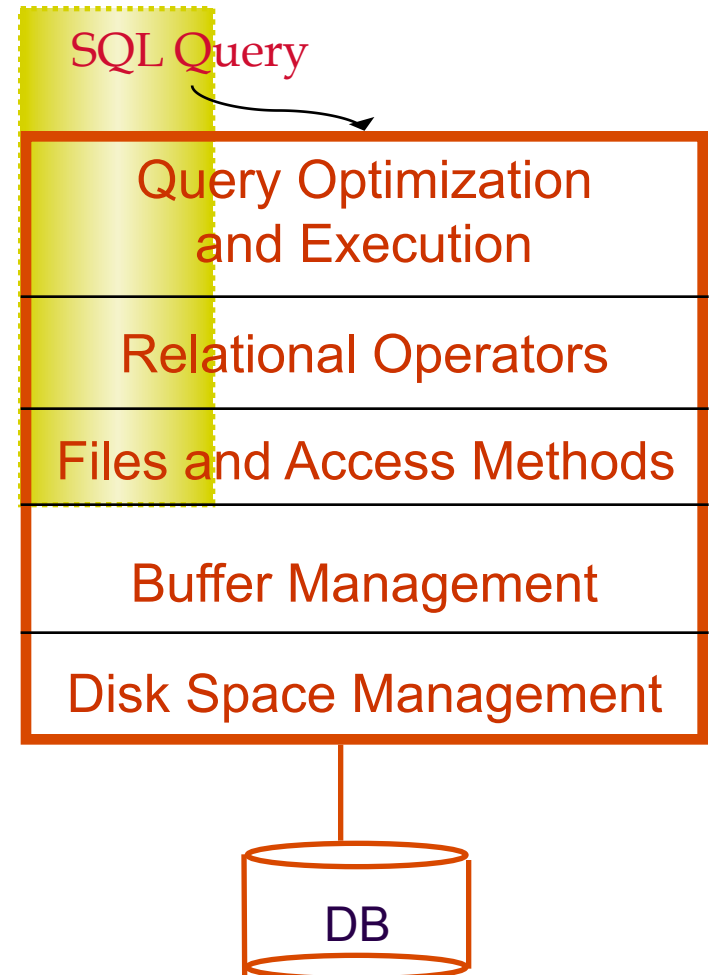 SQL Query
Query Optimization
and Execution
Relational Operators
Files and Access Methods
Buffer Management
Disk Space Management
DB